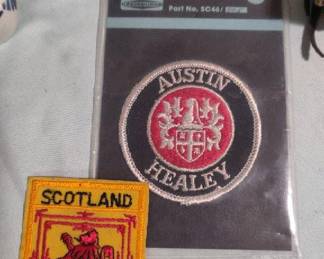 Part No. SC46/
AUSTIN
HEALEY
SCOTLAND